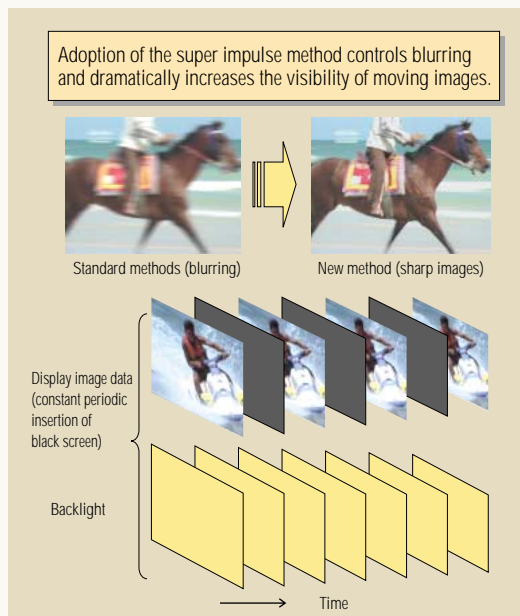 Adoption of the super impulse method controls blurring
and dramatically increases the visibility of moving images.
Standard methods (blurring)
New method (sharp images)
Display image data
(constant periodic
insertion of
black screen)
Backlight
Time